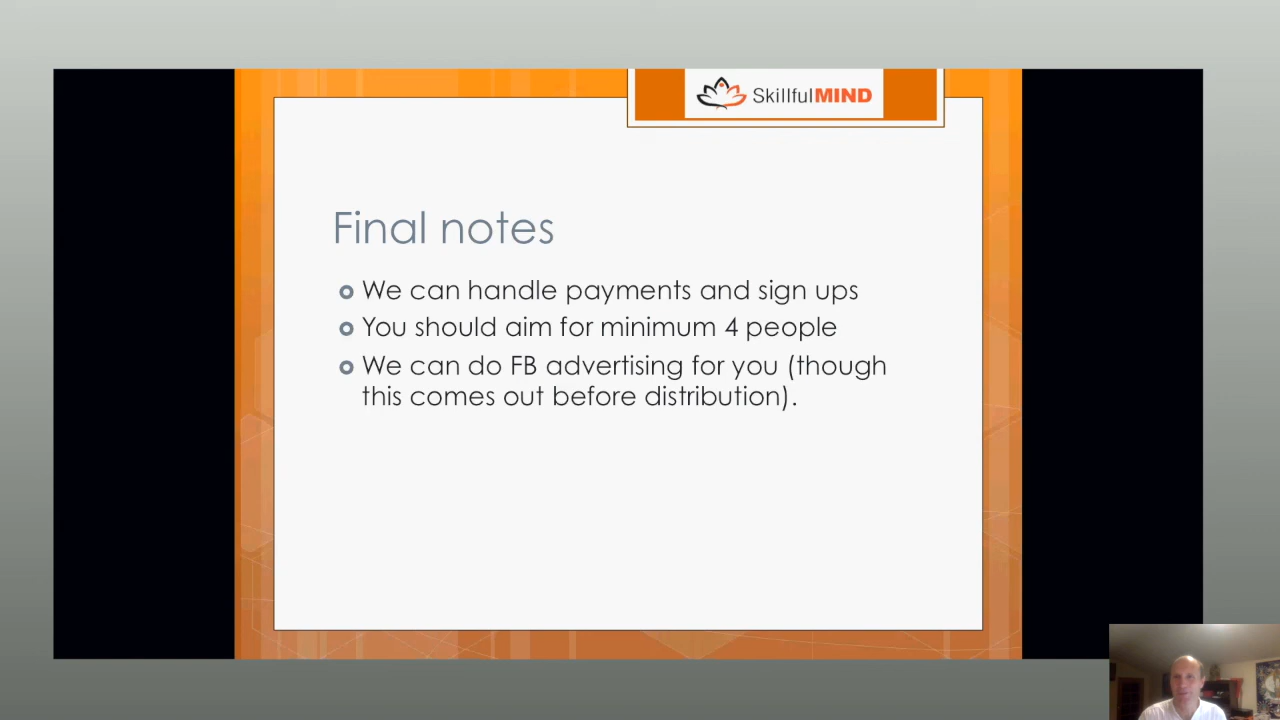 SkillfulMIND
Final notes
We can handle payments and sign ups
You should aim for minimum 4 people
We can do FB advertising for you (though
this comes out before distribution).